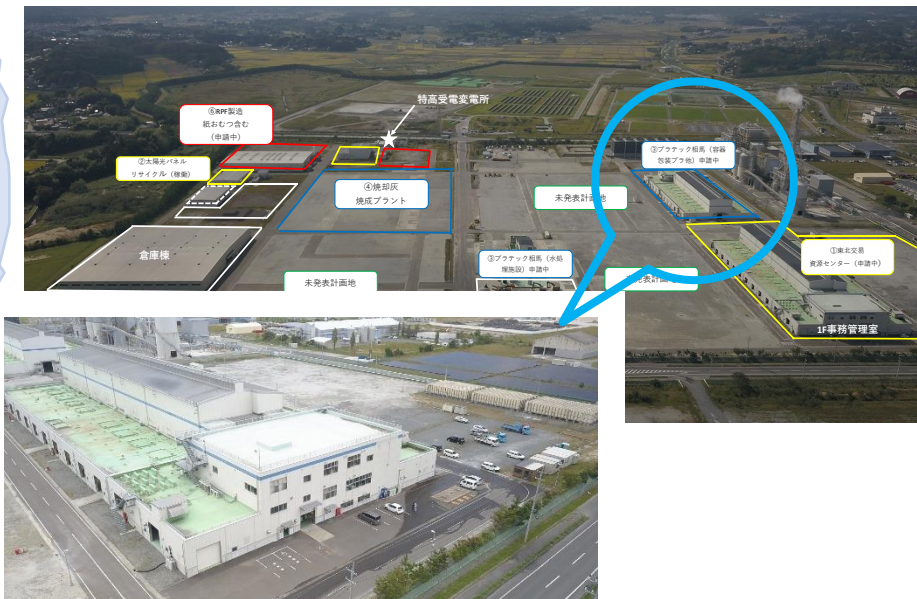 特高受電変電所
⑥RPF製造
紙おむつ含む
(申請中)
②太陽光パネル
リサイクル（稼働）
③プラテック相馬（容器
包装プラ他）申請中
④焼却灰
焼成プラント
未発表計画地
倉庫棟
③プラテック相馬（水処
理施設）申請中
①東北交易
資源センター（申請中）
未発表計画地
発表計画
1F事務管理室